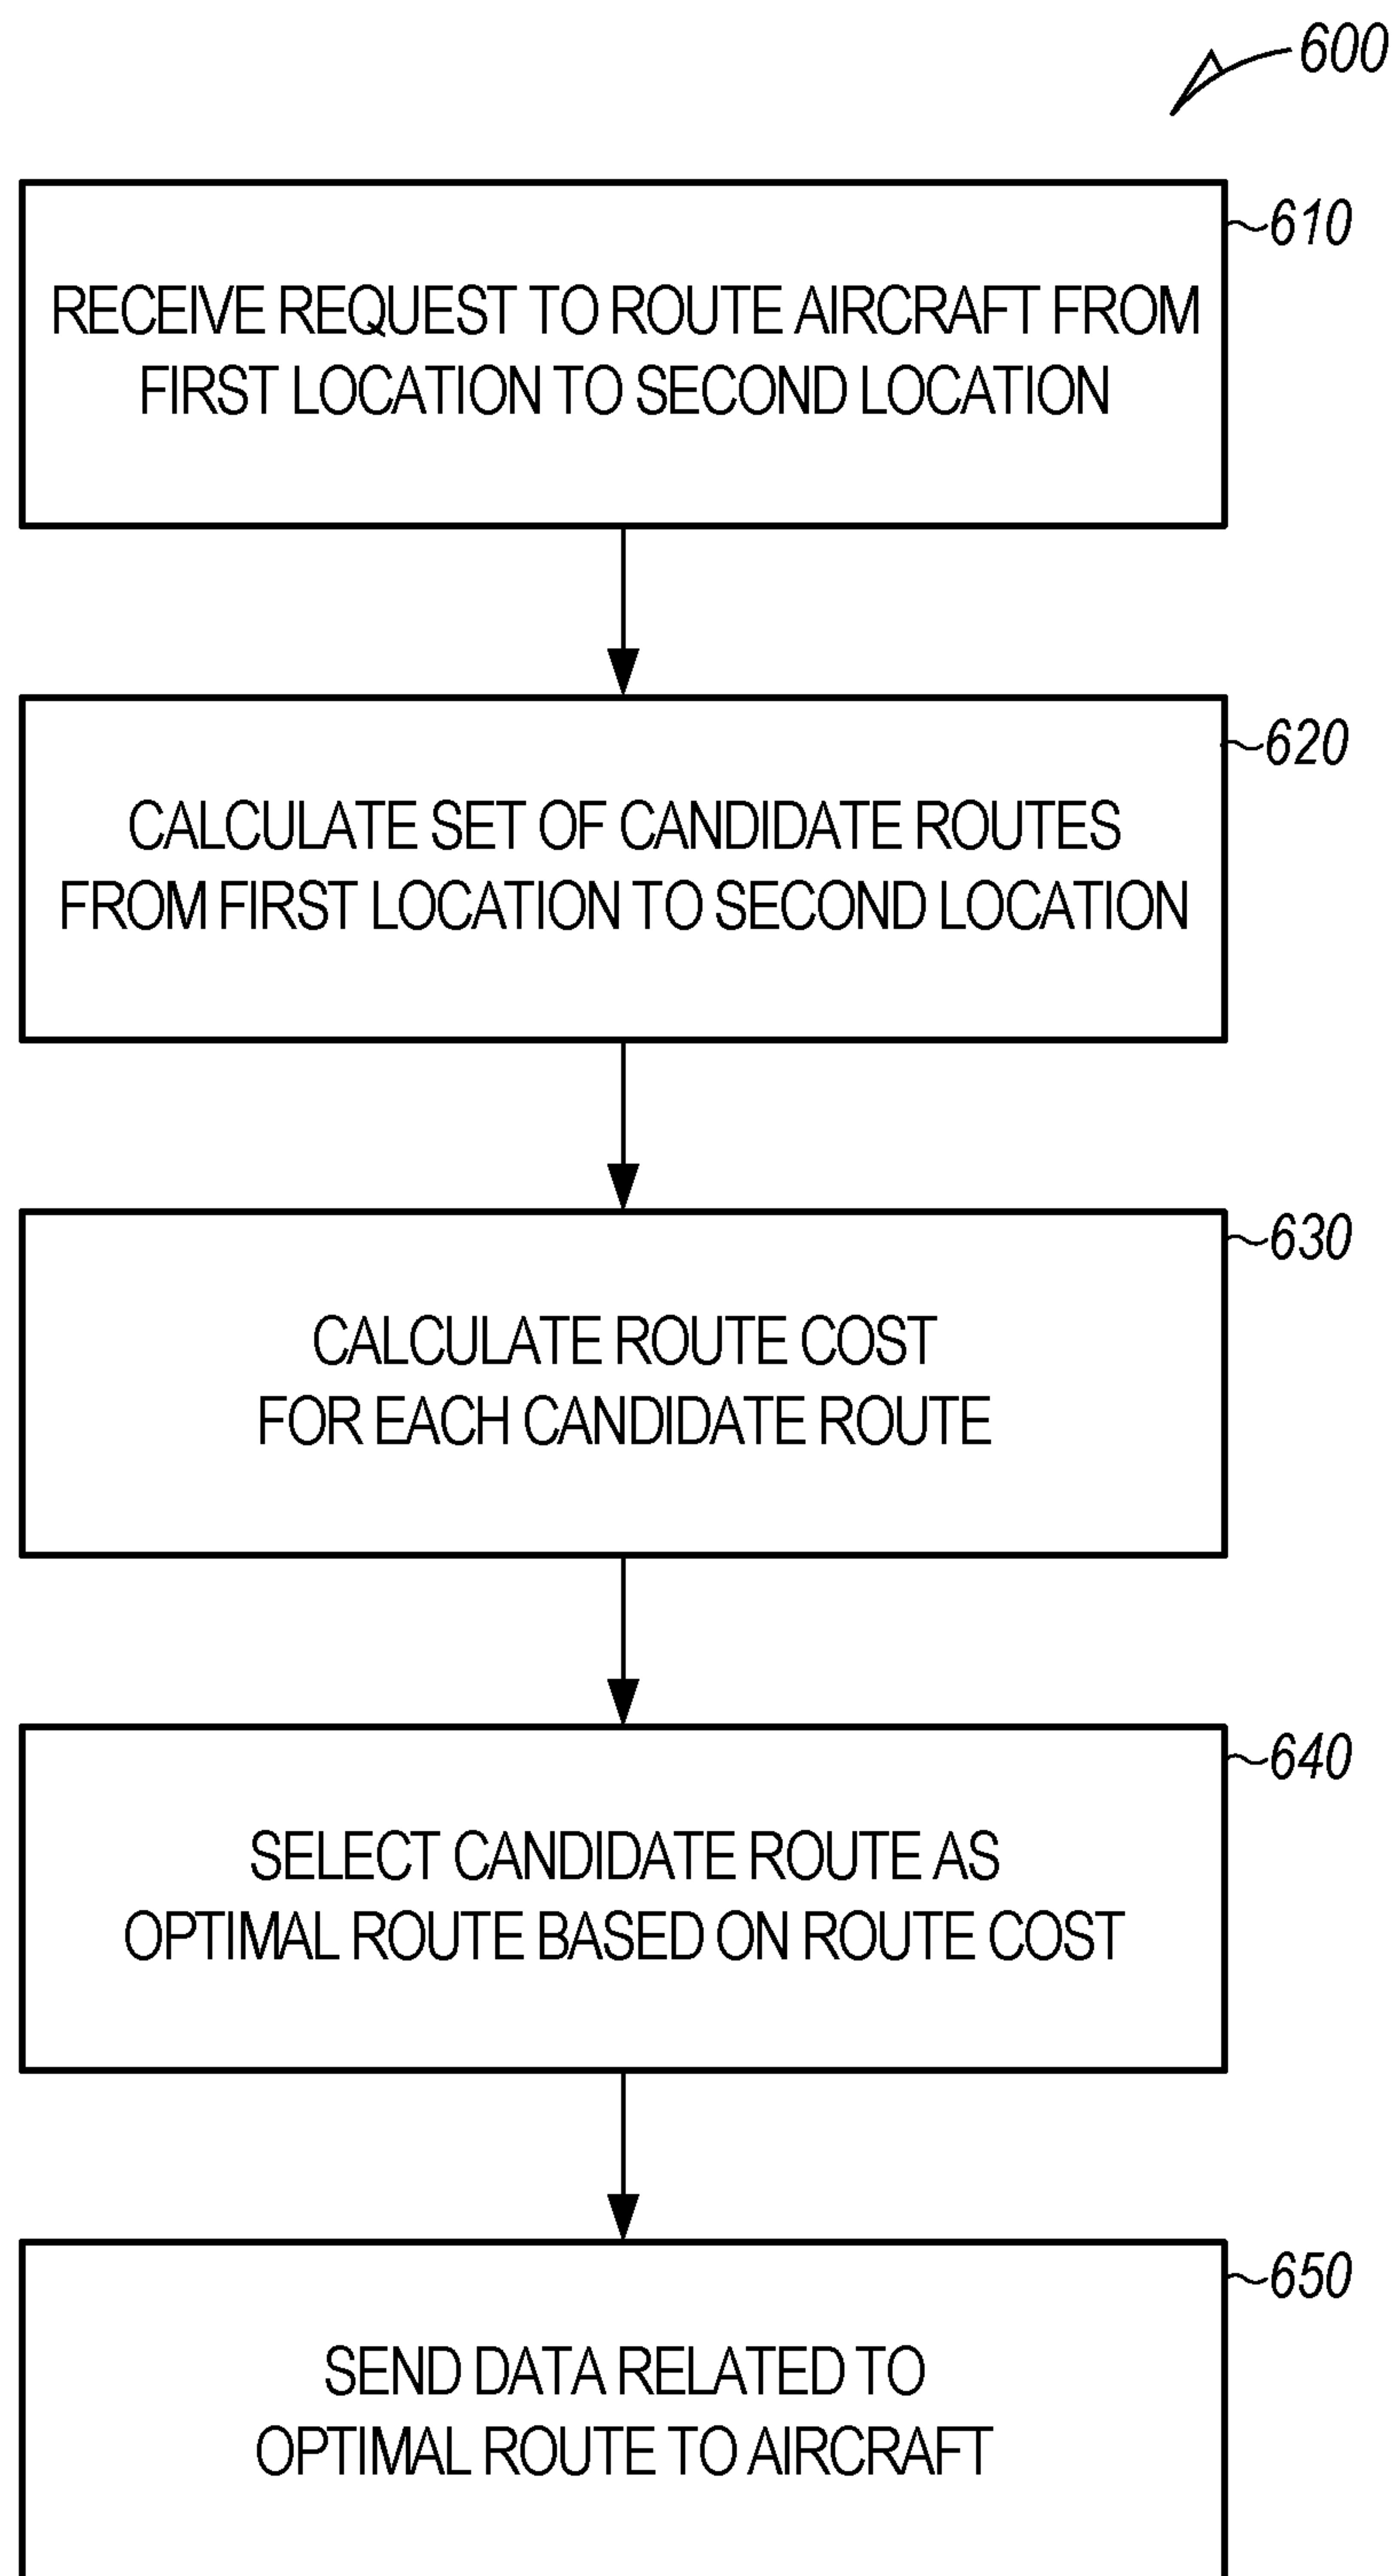 600
610
RECEIVE REQUEST TO ROUTE AIRCRAFT FROM
FIRST LOCATION TO SECOND LOCATION
620
CALCULATE SET OF CANDIDATE ROUTES
FROM FIRST LOCATION TO SECOND LOCATION
630
CALCULATE ROUTE COST
FOR EACH CANDIDATE ROUTE
640
SELECT CANDIDATE ROUTE AS
OPTIMAL ROUTE BASED ON ROUTE COST
650
SEND DATA RELATED TO
OPTIMAL ROUTE TO AIRCRAFT